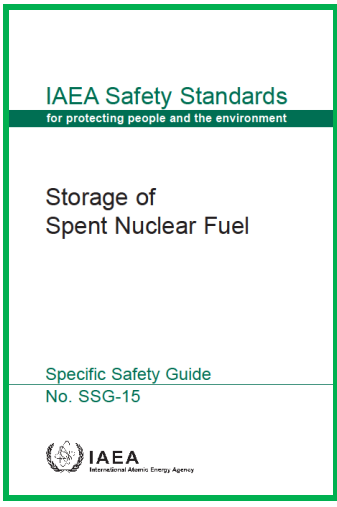 IAEA Safety Standards
for protecting people and the environment
Storage of
Spent Nuclear Fuel
Specific Safety Guide
No. SSG-15
IAEA
International Atomic Energy Agency